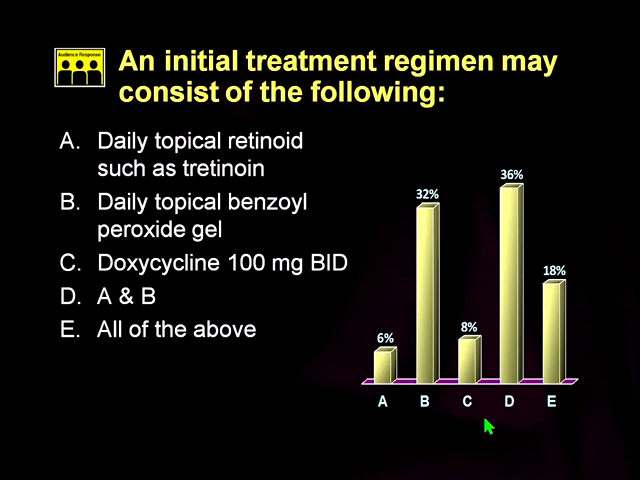 Audience Response
An initial treatment regimen may
consist of the following:
A. Daily topical retinoid
such as tretinoin
B. Daily topical benzoyl
peroxide gel
C. Doxycycline 100 mg BID
D. A & B
E. All of the above
6%
32%
8%
36%
18%
A B C D E